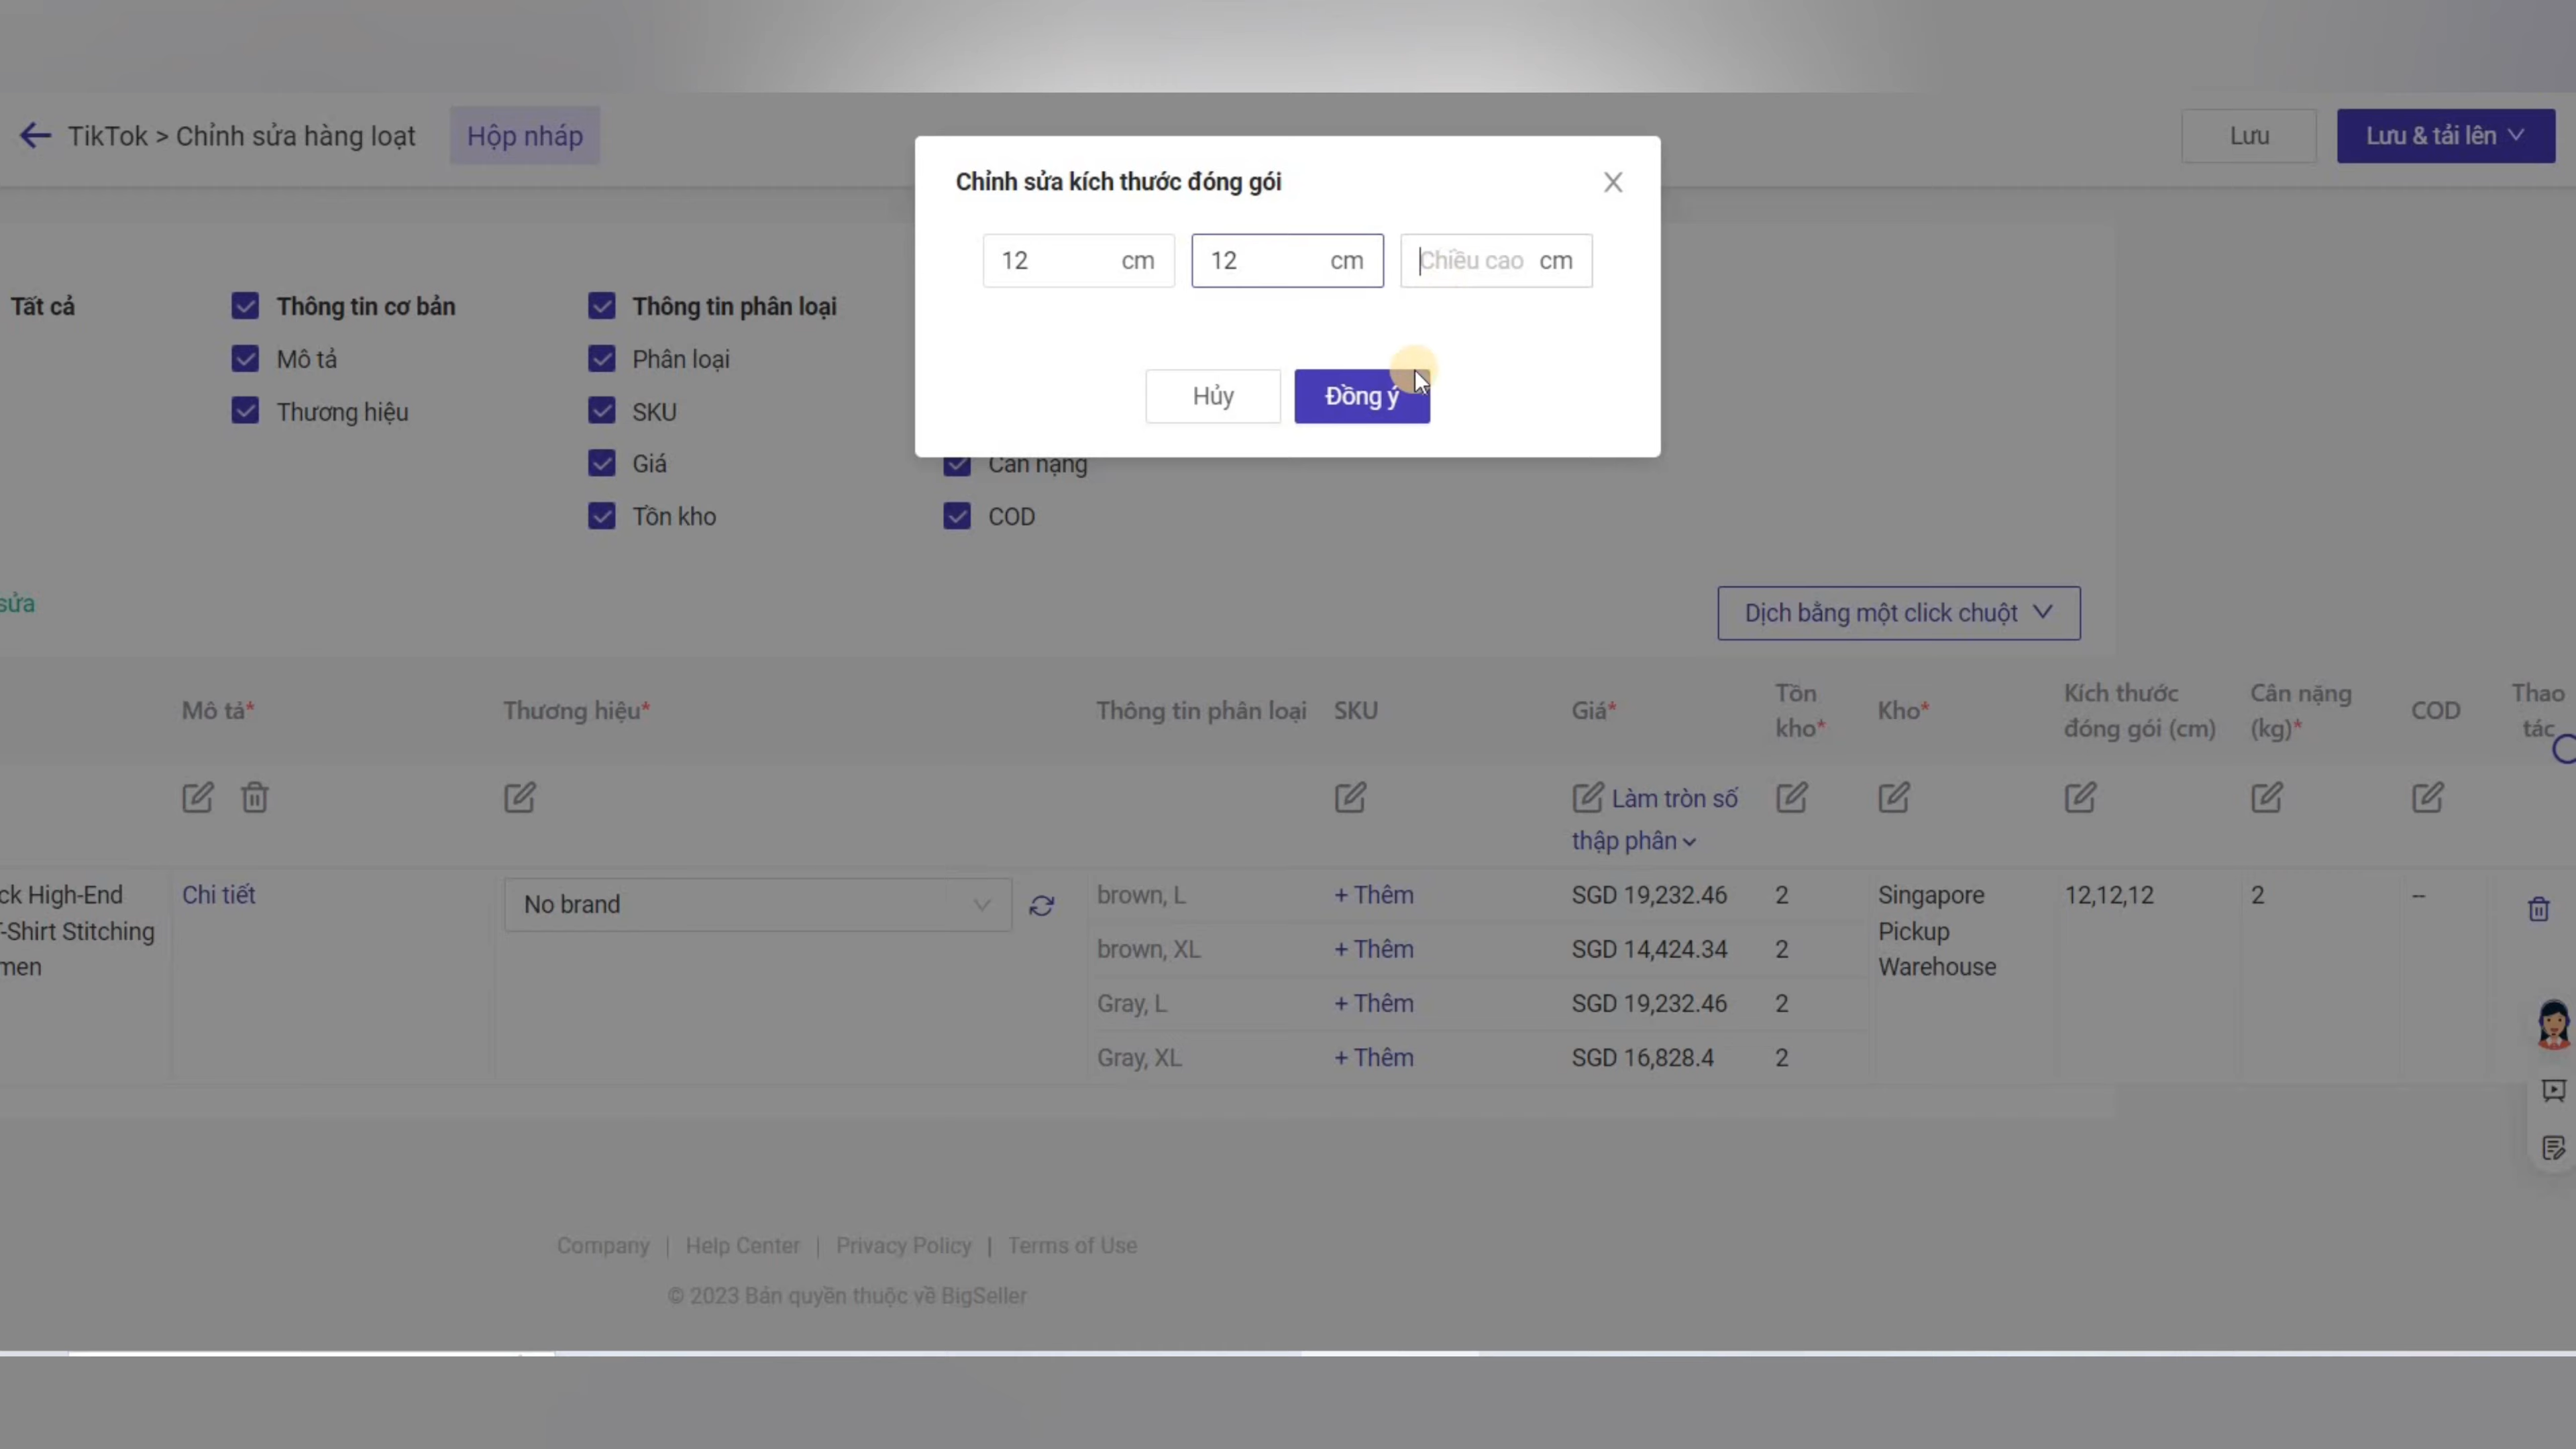 TikTok > Chỉnh sửa hàng loạt
Hộp nháp
Lưu
Lưu & tải lên
Chỉnh sửa kích thước đóng gói
12 cm
12 cm
Chiều cao cm
Hủy
Đồng ý
Tất cả
Thông tin cơ bản
Mô tả
Thương hiệu
Thông tin phân loại
Phân loại
SKU
Giá
Tồn kho
Cân nặng
COD
sửa
Dịch bằng một click chuột
Mô tả*
Thương hiệu*
Thông tin phân loại
SKU
Giá*
Tồn
kho*
Kho*
Kích thước
đóng gói (cm)
Cân nặng
(kg)*
COD
Thao
tác
Làm tròn số
thập phân
ck High-End
-Shirt Stitching
men
Chi tiết
No brand
brown, L + Thêm SGD 19,232.46 2
brown, XL + Thêm SGD 14,424.34 2
Gray, L + Thêm SGD 19,232.46 2
Gray, XL + Thêm SGD 16,828.4 2
Singapore
Pickup
Warehouse
12,12,12
2
--
Company | Help Center | Privacy Policy | Terms of Use
© 2023 Bản quyền thuộc về BigSeller